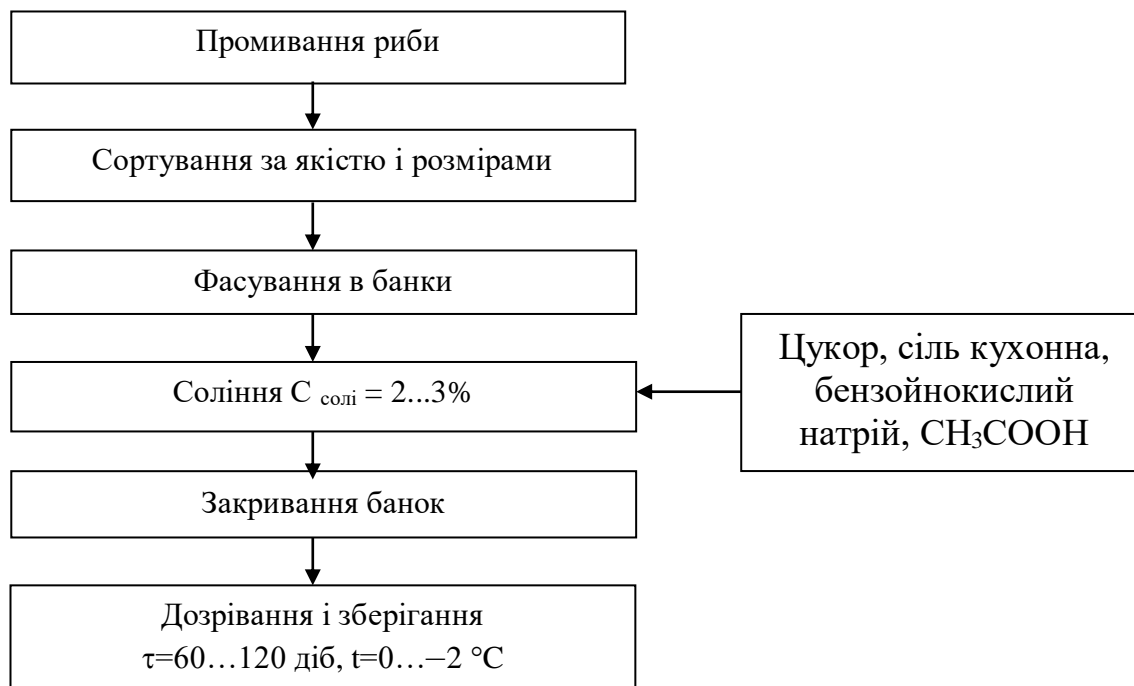 Промивання риби
Сортування за якістю і розмірами
Фасування в банки
Соління С солі = 2...3%
Цукор, сіль кухонна,
бензойнокислий
натрій, CH₃COOH
Закривання банок
Дозрівання і зберігання
τ=60…120 діб, t=0…–2 °С